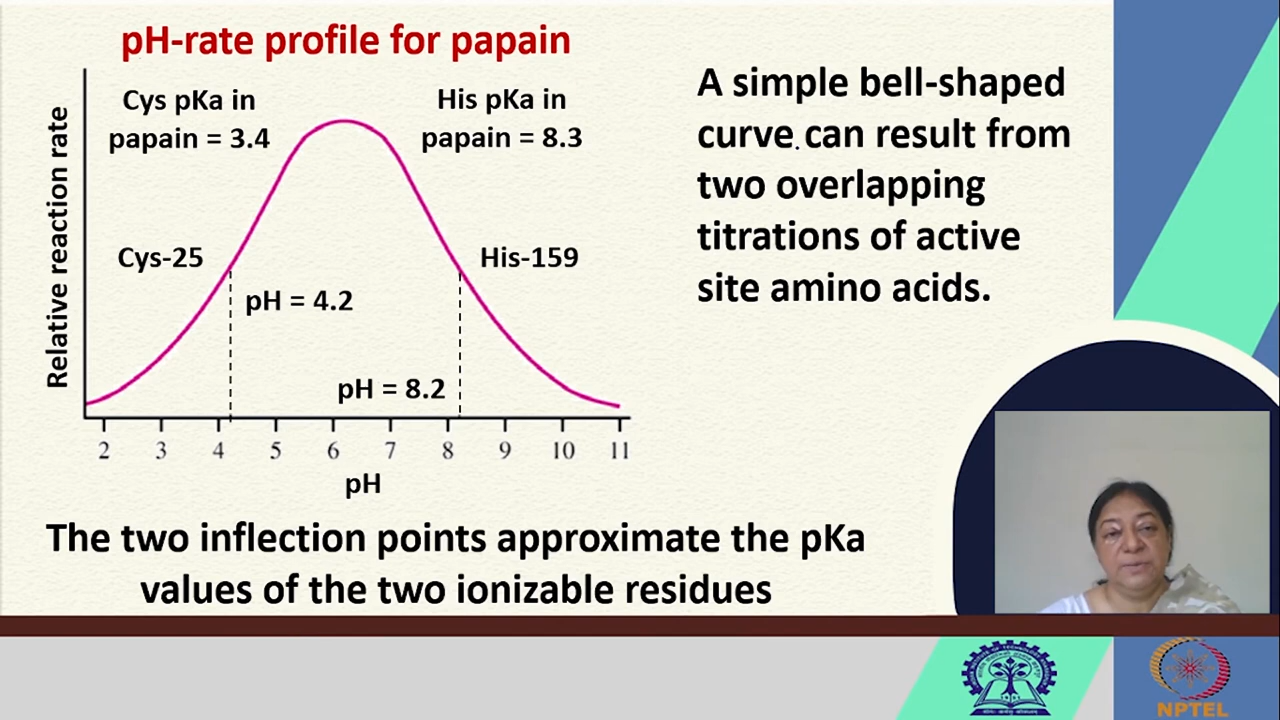 pH-rate profile for papain
Relative reaction rate
Cys pKa in
papain = 3.4
His pKa in
papain = 8.3
Cys-25
His-159
pH = 4.2
pH = 8.2
2 3 4 5 6 7 8 9 10 11
pH
The two inflection points approximate the pKa
values of the two ionizable residues
A simple bell-shaped
curve can result from
two overlapping
titrations of active
site amino acids.
NPTEL